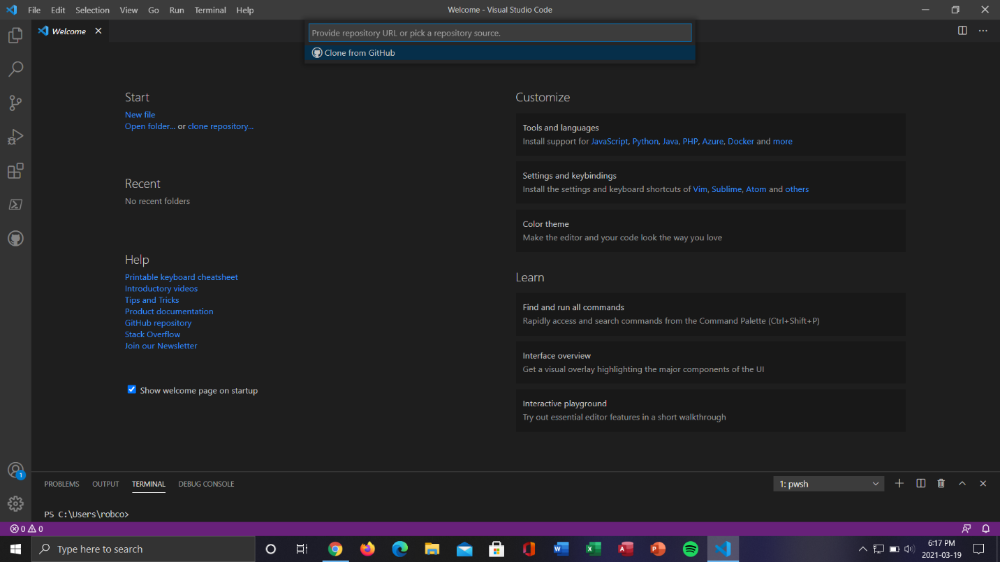 File Edit Selection View Go Run Terminal Help
Welcome - Visual Studio Code
Welcome
Provide repository URL or pick a repository source.
Clone from GitHub
Start
New file
Open folder... or clone repository...
Recent
No recent folders
Help
Printable keyboard cheatsheet
Introductory videos
Tips and Tricks
Product documentation
GitHub repository
Stack Overflow
Join our Newsletter
Show welcome page on startup
Customize
Tools and languages
Install support for JavaScript, Python, Java, PHP, Azure, Docker and more
Settings and keybindings
Install the settings and keyboard shortcuts of Vim, Sublime, Atom and others
Color theme
Make the editor and your code look the way you love
Learn
Find and run all commands
Rapidly access and search commands from the Command Palette (Ctrl+Shift+P)
Interface overview
Get a visual overlay highlighting the major components of the UI
Interactive playground
Try out essential editor features in a short walkthrough
1
PROBLEMS OUTPUT TERMINAL DEBUG CONSOLE
1: pwsh
PS C:\Users\robco>
0 0
Type here to search
6:17 PM
2021-03-19